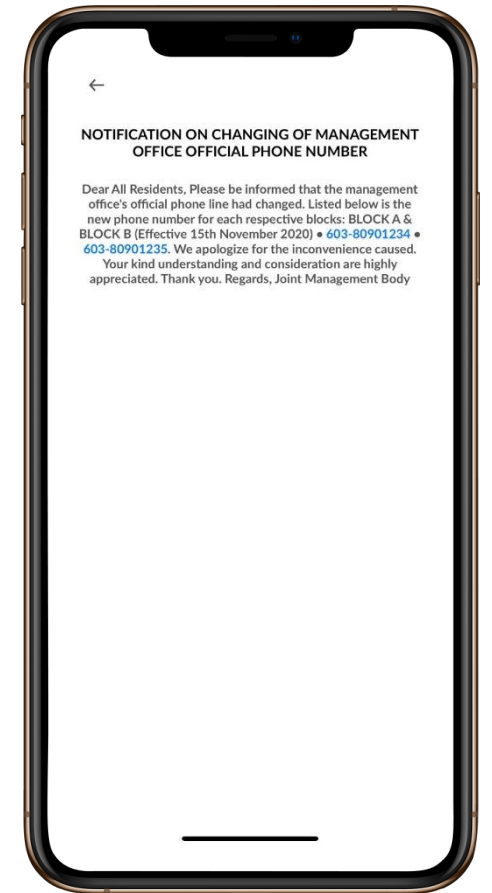 NOTIFICATION ON CHANGING OF MANAGEMENT
OFFICE OFFICIAL PHONE NUMBER
Dear All Residents, Please be informed that the management
office's official phone line had changed. Listed below is the
new phone number for each respective blocks: BLOCK A &
BLOCK B (Effective 15th November 2020) • 603-80901234 •
603-80901235. We apologize for the inconvenience caused.
Your kind understanding and consideration are highly
appreciated. Thank you. Regards, Joint Management Body